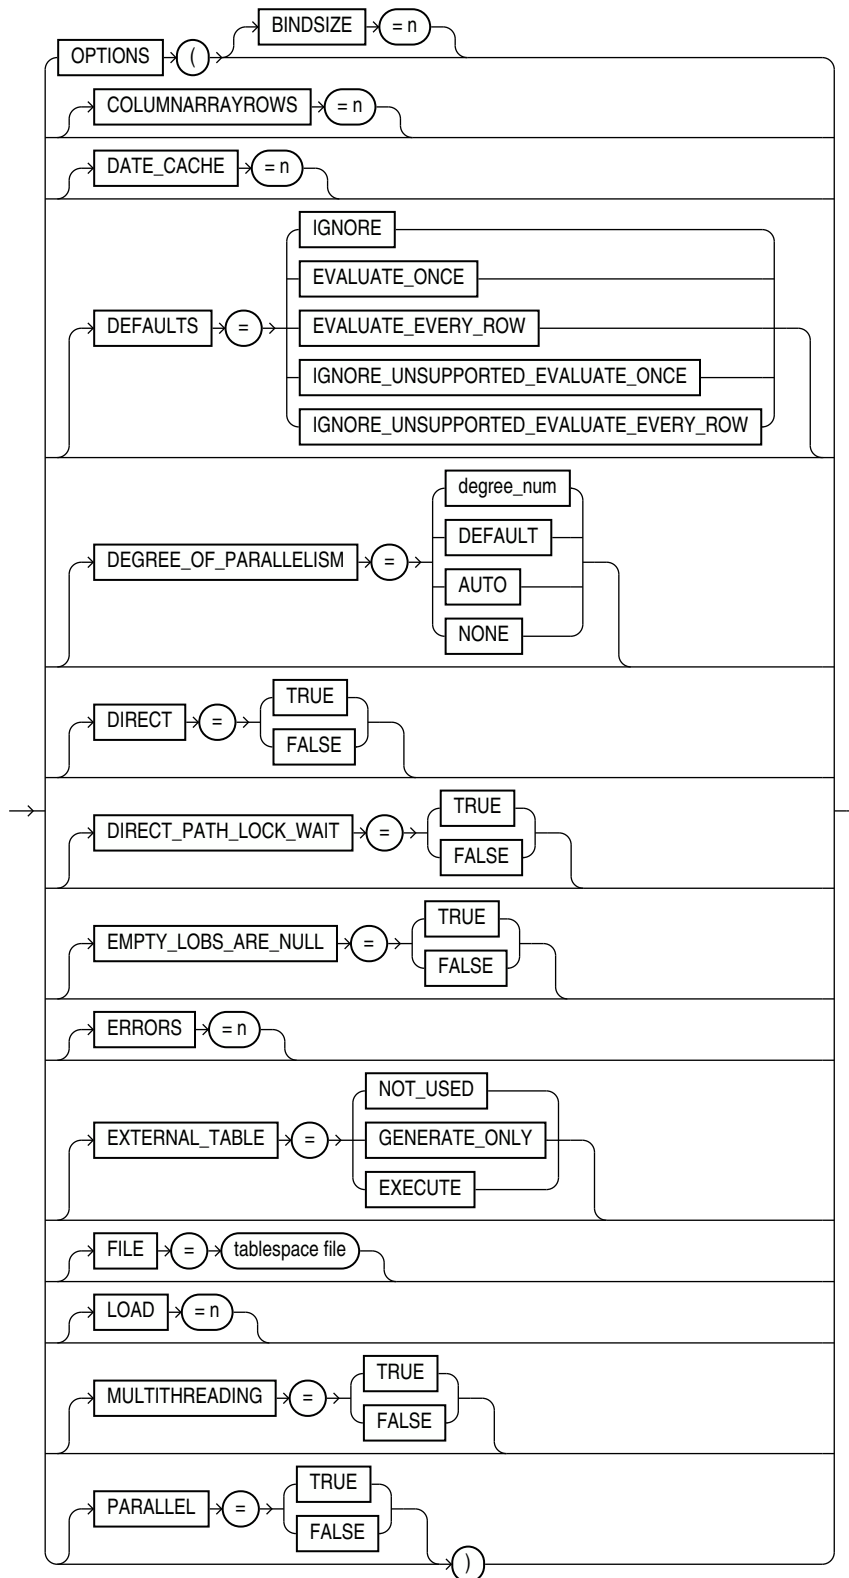 BINDSIZE = n
OPTIONS (
COLUMNARRAYROWS = n
DATE_CACHE = n
IGNORE
EVALUATE_ONCE
DEFAULTS = EVALUATE_EVERY_ROW
IGNORE_UNSUPPORTED_EVALUATE_ONCE
IGNORE_UNSUPPORTED_EVALUATE_EVERY_ROW
degree_num
DEFAULT
DEGREE_OF_PARALLELISM =
AUTO
NONE
TRUE
DIRECT =
FALSE
TRUE
DIRECT_PATH_LOCK_WAIT =
FALSE
TRUE
EMPTY_LOBS_ARE_NULL =
FALSE
ERRORS = n
NOT_USED
EXTERNAL_TABLE = GENERATE_ONLY
EXECUTE
FILE = tablespace file
LOAD = n
TRUE
MULTITHREADING =
FALSE
TRUE
PARALLEL =
FALSE
)